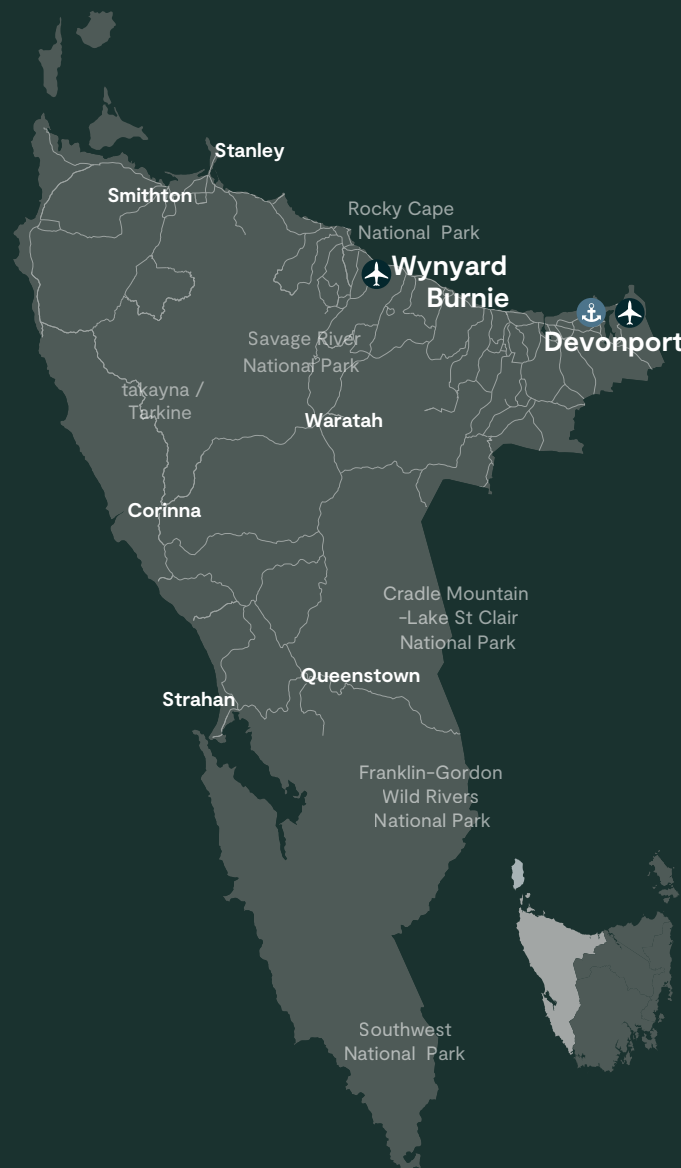 Stanley
Smithton
Rocky Cape
National Park
Wynyard
Burnie
Devonport
Savage River
National Park
takayna /
Tarkine
Waratah
Corinna
Cradle Mountain
-Lake St Clair
National Park
Queenstown
Strahan
Franklin-Gordon
Wild Rivers
National Park
Southwest
National Park